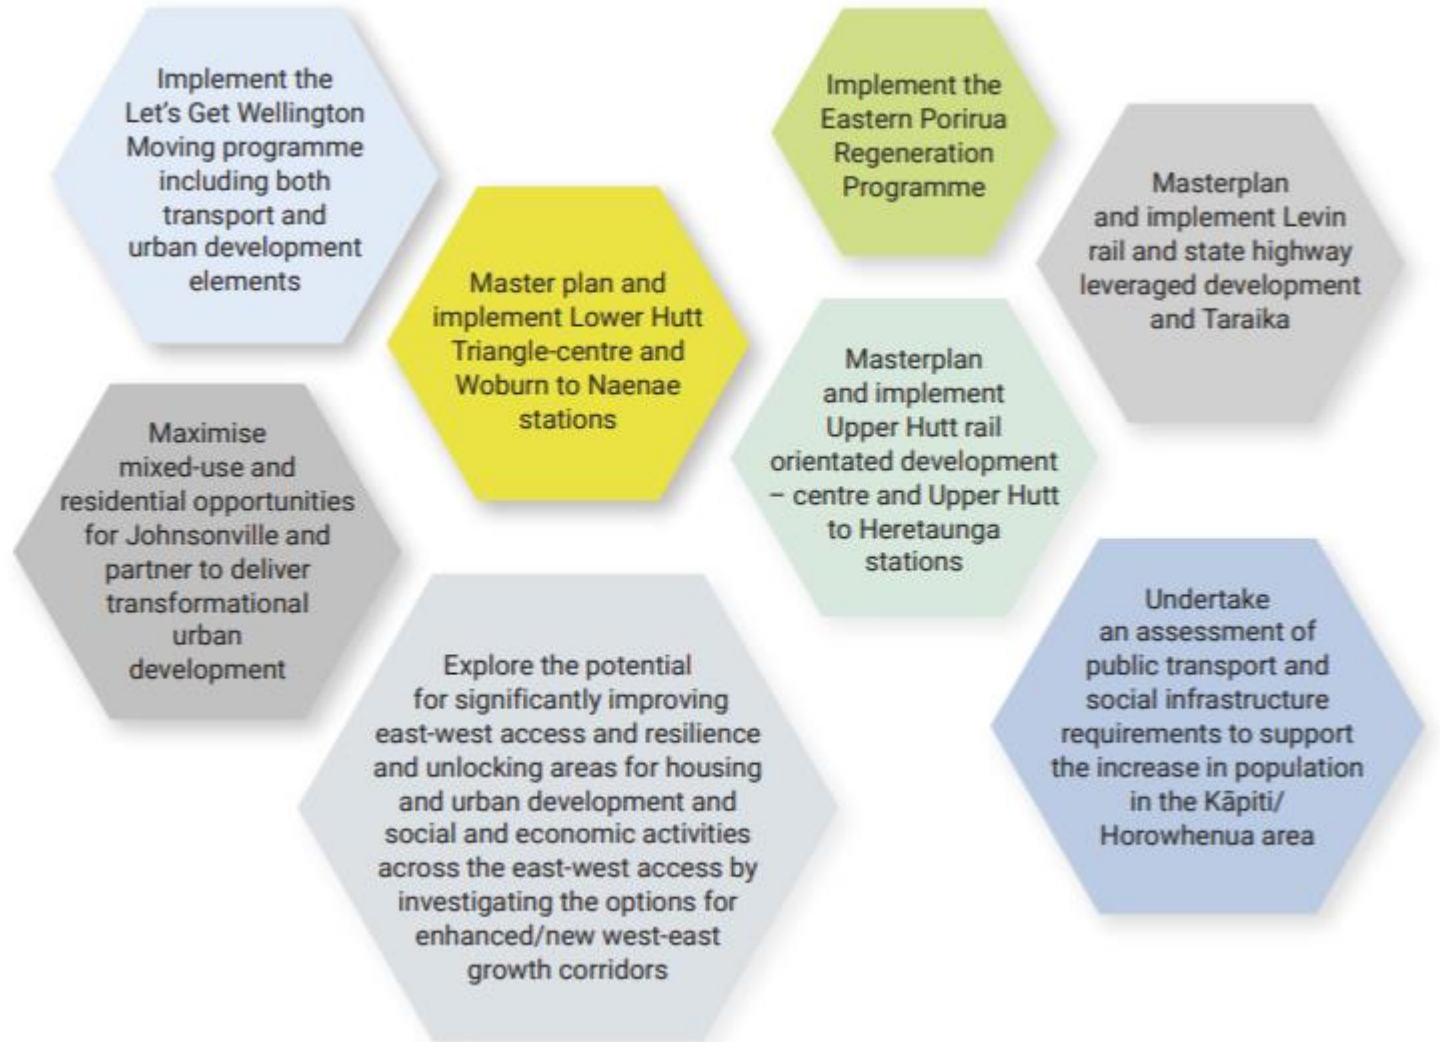 Implement the
Let's Get Wellington
Moving programme
including both
transport and
urban development
elements
Implement the
Eastern Porirua
Regeneration
Programme
Masterplan
and implement Levin
rail and state highway
leveraged development
and Taraika
Master plan and
implement Lower Hutt
Triangle-centre and
Woburn to Naenae
stations
Masterplan
and implement
Upper Hutt rail
orientated development
– centre and Upper Hutt
to Heretaunga
stations
Maximise
mixed-use and
residential opportunities
for Johnsonville and
partner to deliver
transformational
urban
development
Explore the potential
for significantly improving
east-west access and resilience
and unlocking areas for housing
and urban development and
social and economic activities
across the east-west access by
investigating the options for
enhanced/new west-east
growth corridors
Undertake
an assessment of
public transport and
social infrastructure
requirements to support
the increase in population
in the Kāpiti/
Horowhenua area